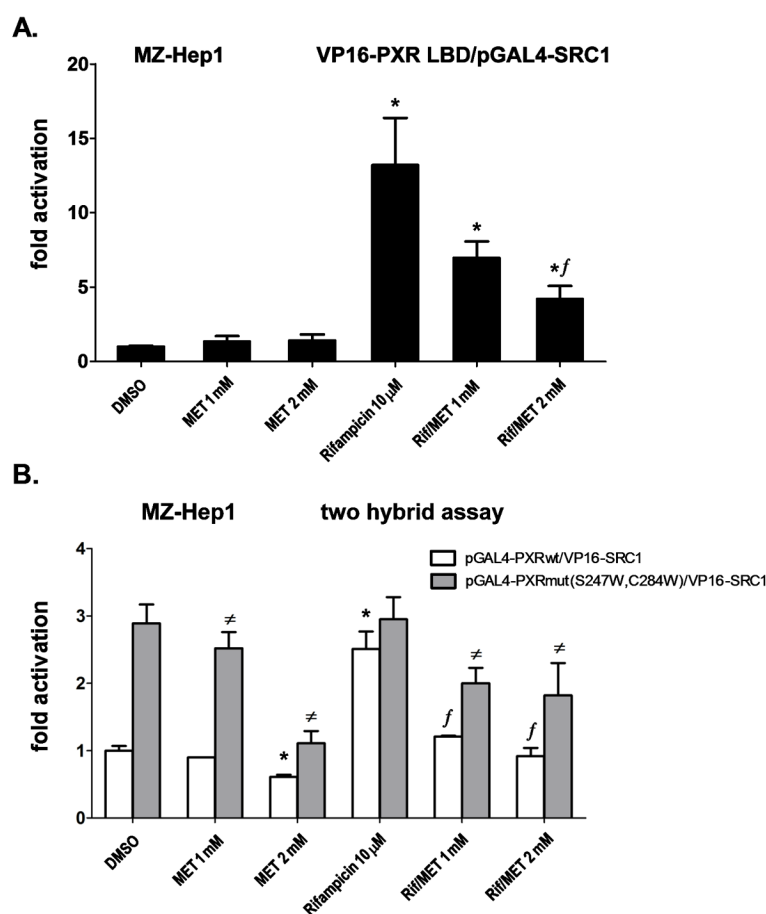 A.
MZ-Hep1 VP16-PXR LBD/pGAL4-SRC1
fold activation
20
15
10
5
0
*
*
*ƒ
DMSO
MET 1 mM
MET 2 mM
Rifampicin 10 µM
Rif/MET 1 mM
Rif/MET 2 mM
B.
MZ-Hep1 two hybrid assay
pGAL4-PXRwt/VP16-SRC1
pGAL4-PXRmut(S247W,C284W)/VP16-SRC1
fold activation
4
3
2
1
0
≠
*
≠
*
ƒ
≠
ƒ
≠
DMSO
MET 1 mM
MET 2 mM
Rifampicin 10 µM
Rif/MET 1 mM
Rif/MET 2 mM